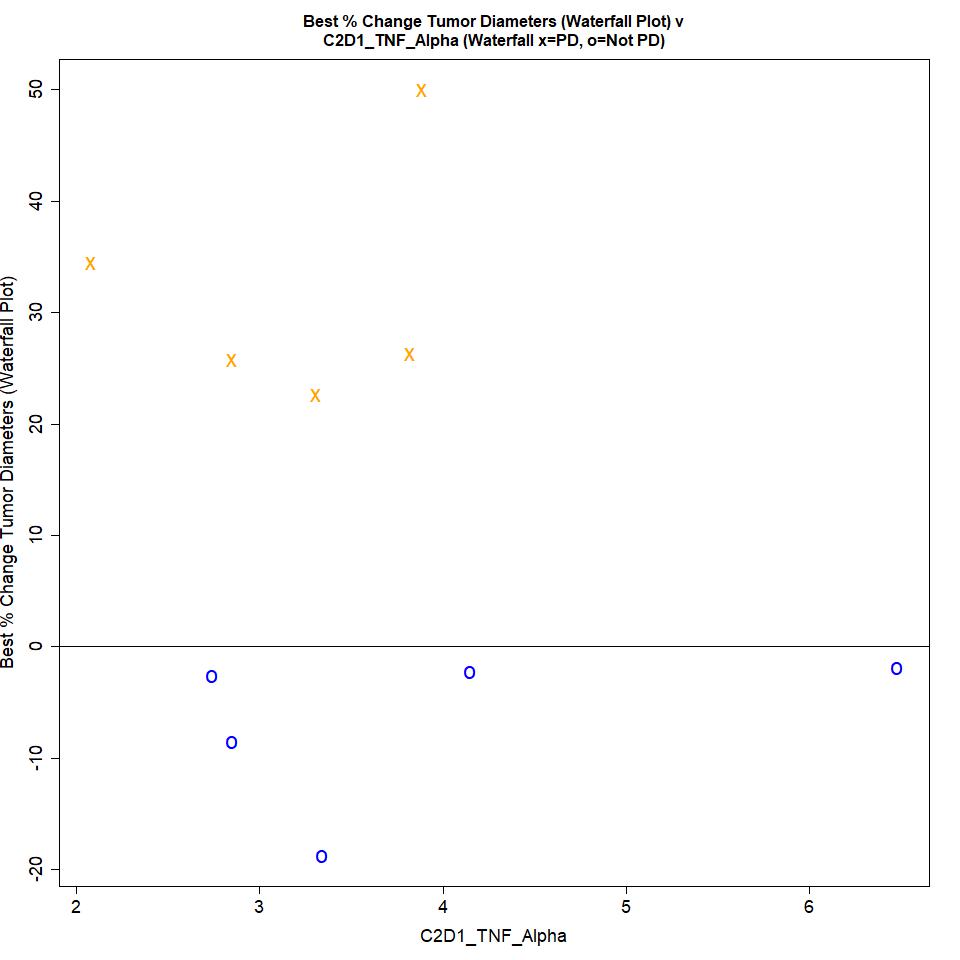 Best % Change Tumor Diameters (Waterfall Plot) v
C2D1_TNF_Alpha (Waterfall x=PD, o=Not PD)
Best % Change Tumor Diameters (Waterfall Plot)
50
40
30
20
10
0
-10
-20
X
X
X
X
X
O
O
O
O
O
2
3
4
5
6
C2D1_TNF_Alpha